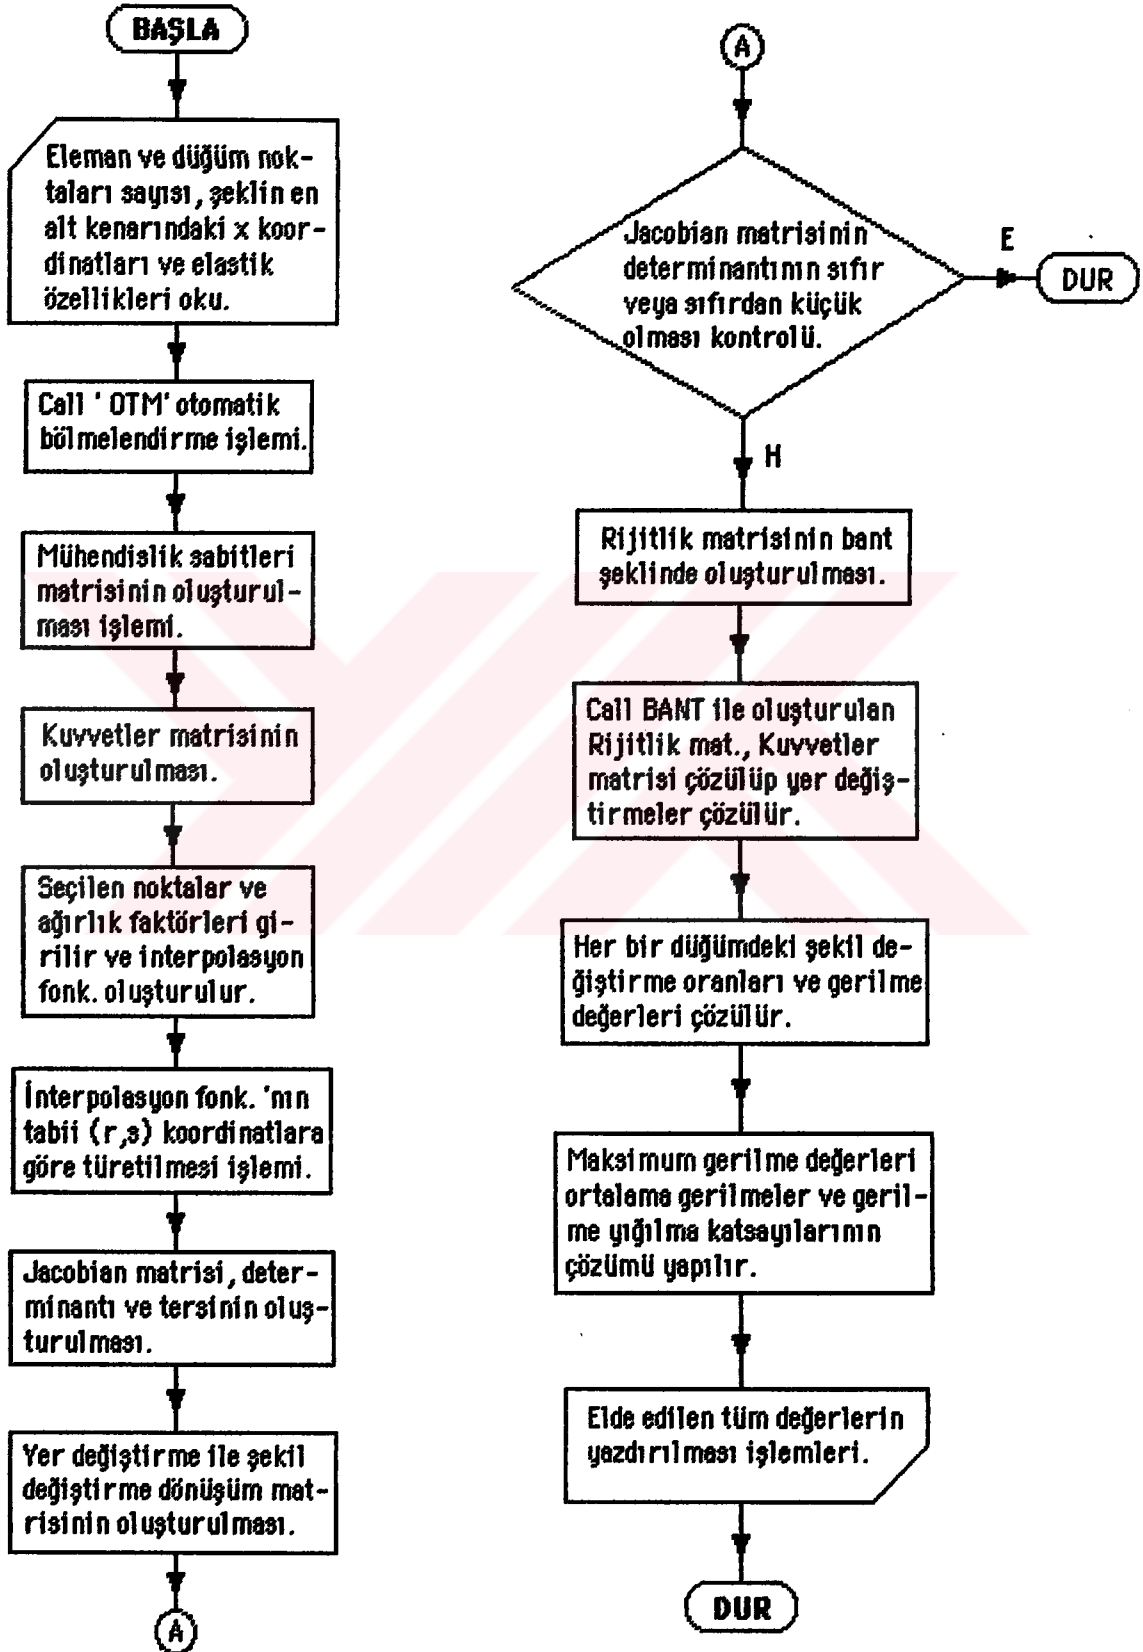 BAŞLA
Eleman ve düğüm nok-
taları sayısı, şeklin en
alt kenarındaki x koor-
dinatları ve elastik
özellikleri oku.
Call ' OTM' otomatik
bölmelendirme işlemi.
Mühendislik sabitleri
matrisinin oluşturul-
ması işlemi.
Kuvvetler matrisinin
oluşturulması.
Seçilen noktalar ve
ağırlık faktörleri gi-
rilir ve interpolasyon
fonk. oluşturulur.
İnterpolasyon fonk. 'nın
tabii (r,s) koordinatlara
göre türetilmesi işlemi.
Jacobian matrisi, deter-
minantı ve tersinin oluş-
turulması.
Yer değiştirme ile şekil
değiştirme dönüşüm mat-
risinin oluşturulması.
A
A
Jacobian matrisinin
determinantının sıfır
veya sıfırdan küçük
olması kontrolü.
E
DUR
H
Rijitlik matrisinin bant
şeklinde oluşturulması.
Call BANT ile oluşturulan
Rijitlik mat., Kuvvetler
matrisi çözülüp yer değiş-
tirmeler çözülür.
Her bir düğümdeki şekil de-
ğiştirme oranları ve gerilme
değerleri çözülür.
Maksimum gerilme değerleri
ortalama gerilmeler ve geril-
me yığılma katsayılarının
çözümü yapılır.
Elde edilen tüm değerlerin
yazdırılması işlemleri.
DUR